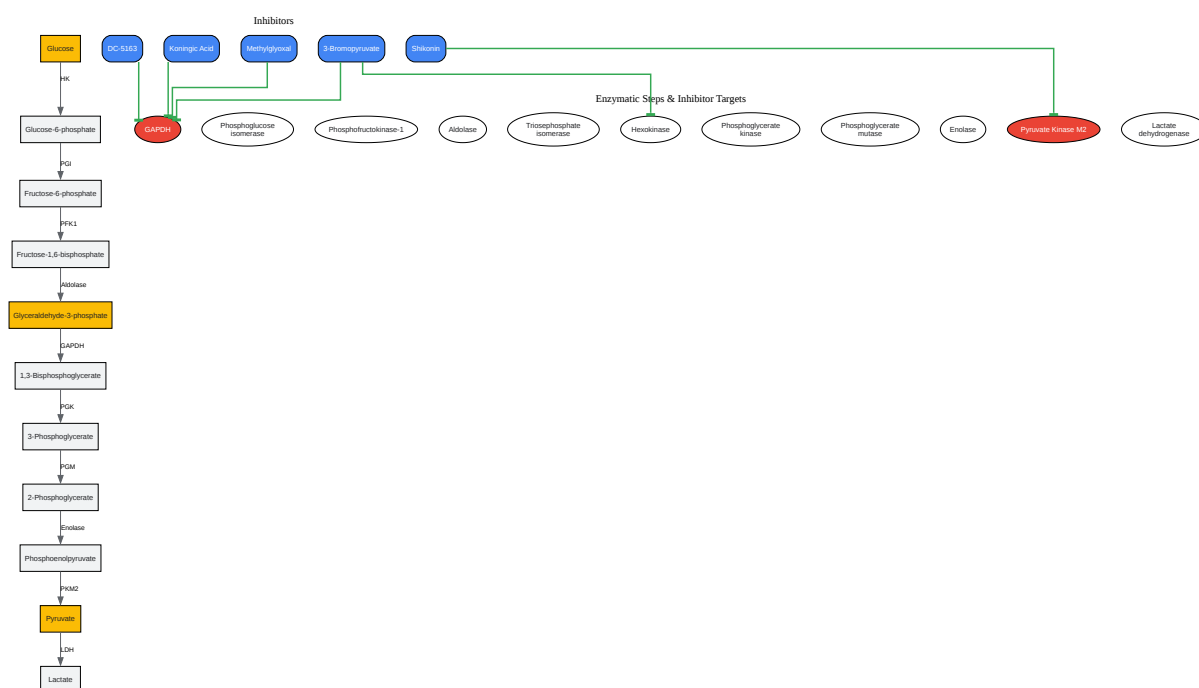 Inhibitors
Glucose
DC-5163
Koningic Acid
Methylglyoxal
3-Bromopyruvate
Shikonin
HK
Enzymatic Steps & Inhibitor Targets
Glucose-6-phosphate
GAPDH
Phosphoglucose
isomerase
Phosphofructokinase-1
Aldolase
Triosephosphate
isomerase
Hexokinase
Phosphoglycerate
kinase
Phosphoglycerate
mutase
Enolase
Pyruvate Kinase M2
Lactate
dehydrogenase
PGI
Fructose-6-phosphate
PFK1
Fructose-1,6-bisphosphate
Aldolase
Glyceraldehyde-3-phosphate
GAPDH
1,3-Bisphosphoglycerate
PGK
3-Phosphoglycerate
PGM
2-Phosphoglycerate
Enolase
Phosphoenolpyruvate
PKM2
Pyruvate
LDH
Lactate